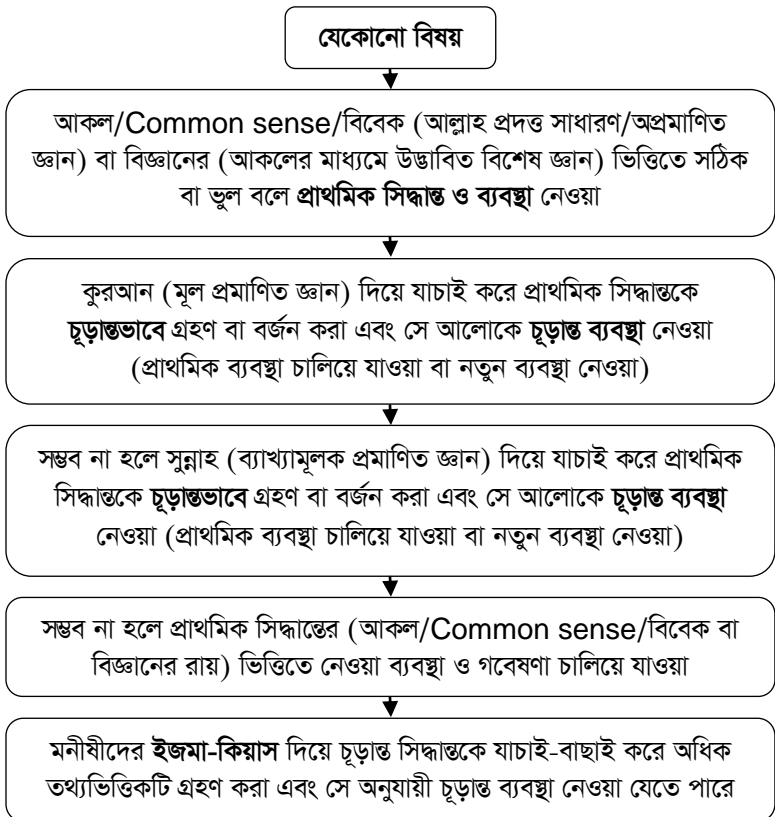 যেকোনো বিষয়
আকল/Common sense/বিবেক (আল্লাহ প্রদত্ত সাধারণ/অপ্রমাণিত
জ্ঞান) বা বিজ্ঞানের (আকলের মাধ্যমে উদ্ভাবিত বিশেষ জ্ঞান) ভিত্তিতে সঠিক
বা ভুল বলে প্রাথমিক সিদ্ধান্ত ও ব্যবস্থা নেওয়া
কুরআন (মূল প্রমাণিত জ্ঞান) দিয়ে যাচাই করে প্রাথমিক সিদ্ধান্তকে
চূড়ান্তভাবে গ্রহণ বা বর্জন করা এবং সে আলোকে চূড়ান্ত ব্যবস্থা নেওয়া
(প্রাথমিক ব্যবস্থা চালিয়ে যাওয়া বা নতুন ব্যবস্থা নেওয়া)
সম্ভব না হলে সুন্নাহ (ব্যাখ্যামূলক প্রমাণিত জ্ঞান) দিয়ে যাচাই করে প্রাথমিক
সিদ্ধান্তকে চূড়ান্তভাবে গ্রহণ বা বর্জন করা এবং সে আলোকে চূড়ান্ত ব্যবস্থা
নেওয়া (প্রাথমিক ব্যবস্থা চালিয়ে যাওয়া বা নতুন ব্যবস্থা নেওয়া)
সম্ভব না হলে প্রাথমিক সিদ্ধান্তের (আকল/Common sense/বিবেক বা
বিজ্ঞানের রায়) ভিত্তিতে নেওয়া ব্যবস্থা ও গবেষণা চালিয়ে যাওয়া
মনীষীদের ইজমা-কিয়াস দিয়ে চূড়ান্ত সিদ্ধান্তকে যাচাই-বাছাই করে অধিক
তথ্যভিত্তিকটি গ্রহণ করা এবং সে অনুযায়ী চূড়ান্ত ব্যবস্থা নেওয়া যেতে পারে